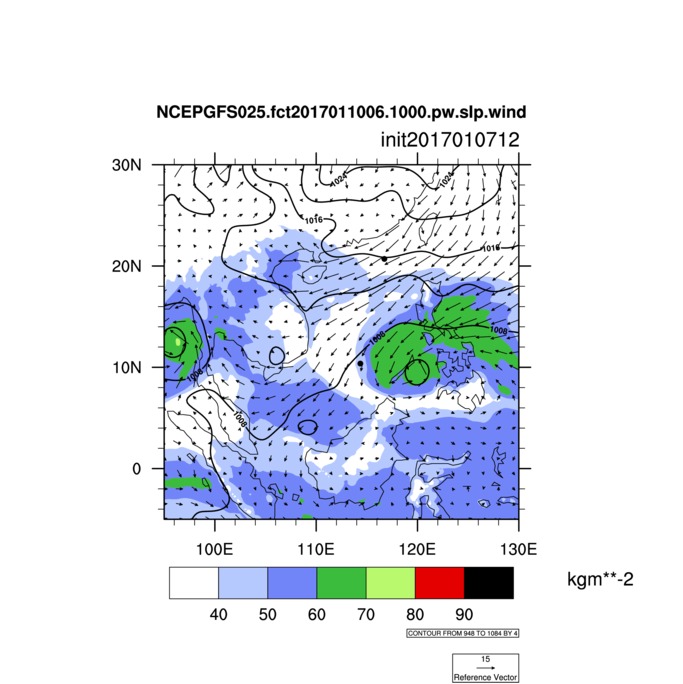 NCEPGFS025.fct2017011006.1000.pw.slp.wind
init2017010712
30N
1024
1024
1016
1016
20N
1008
1008
10N
1008
1008
0
100E 110E 120E 130E
kgm**-2
40 50 60 70 80 90
CONTOUR FROM 948 TO 1084 BY 4
15
Reference Vector